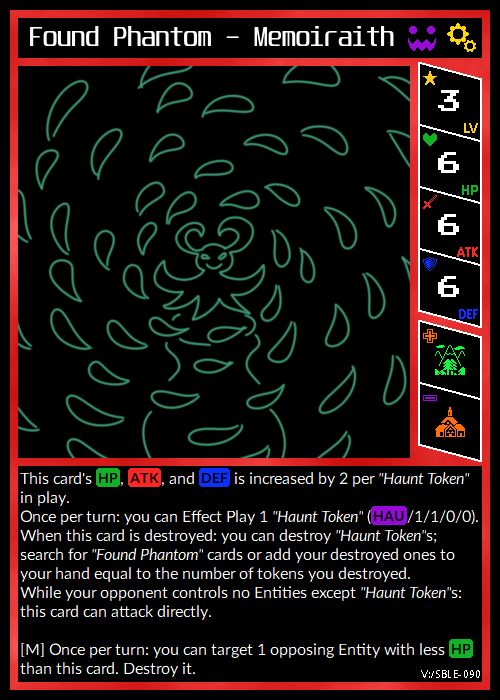 Found Phantom - Memoiraith
3
LV
6
HP
6
ATK
6
DEF
This card's HP, ATK, and DEF is increased by 2 per "Haunt Token"
in play.
Once per turn: you can Effect Play 1 "Haunt Token" (HAU/1/1/0/0).
When this card is destroyed: you can destroy "Haunt Token"s;
search for "Found Phantom" cards or add your destroyed ones to
your hand equal to the number of tokens you destroyed.
While your opponent controls no Entities except "Haunt Token"s:
this card can attack directly.
[M] Once per turn: you can target 1 opposing Entity with less HP
than this card. Destroy it.
V:/SBLE-090